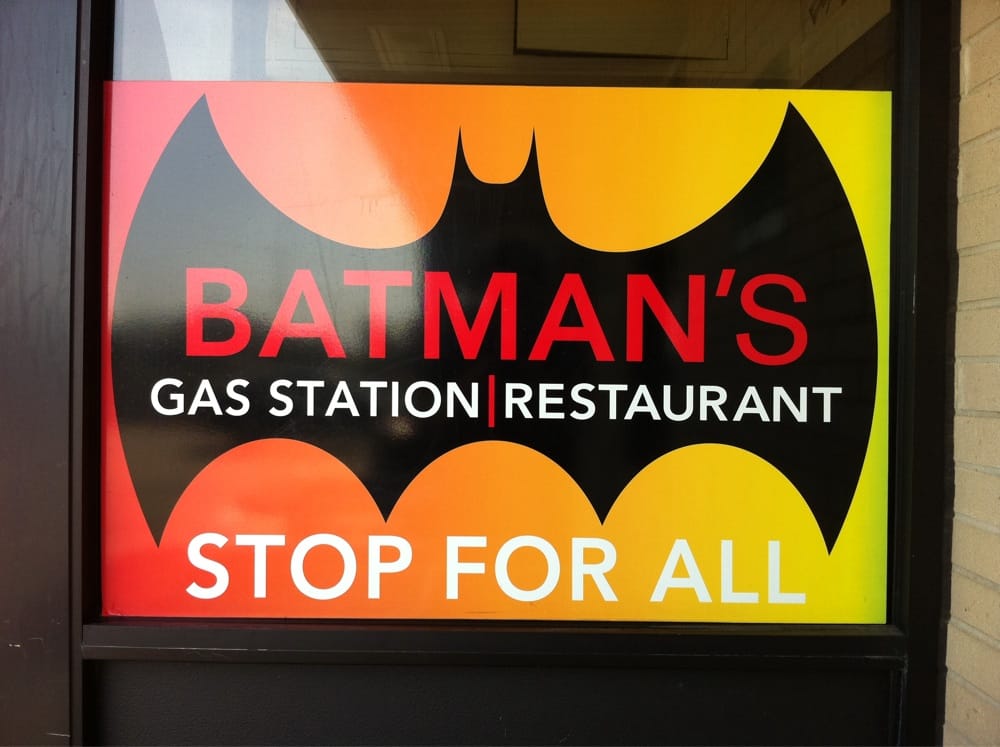 BATMAN'S
GAS STATION|RESTAURANT
STOP FOR ALL